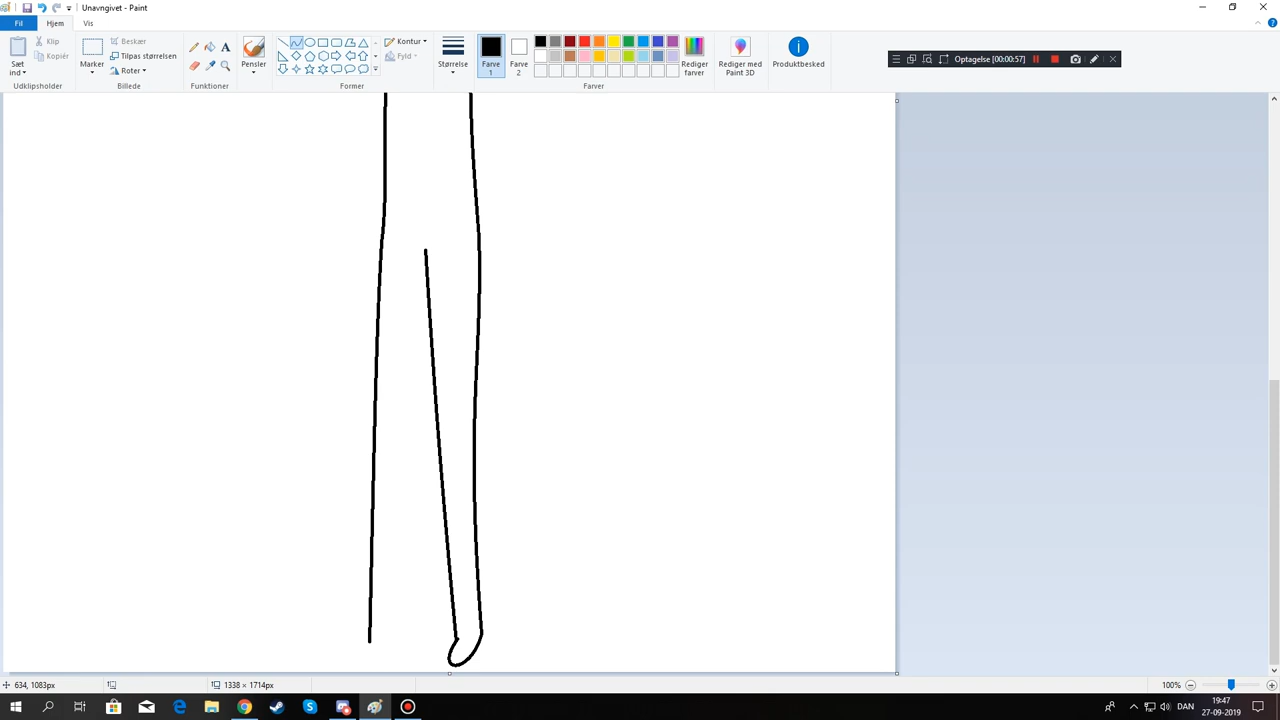 Unavngivet - Paint
Fil Hjem Vis
Sæt ind
Klip
Kopiér
Udklipsholder
Marker
Beskær
Tilpas størrelsen
Roter
Billede
A
Funktioner
Pensler
Kontur
Fyld
Former
Størrelse
Farve 1
Farve 2
Farver
Rediger farver
Rediger med Paint 3D
Produktbesked
Optagelse [00:00:57]
634, 1083px
1338 × 1714px
100%
DAN
19:47
27-09-2019